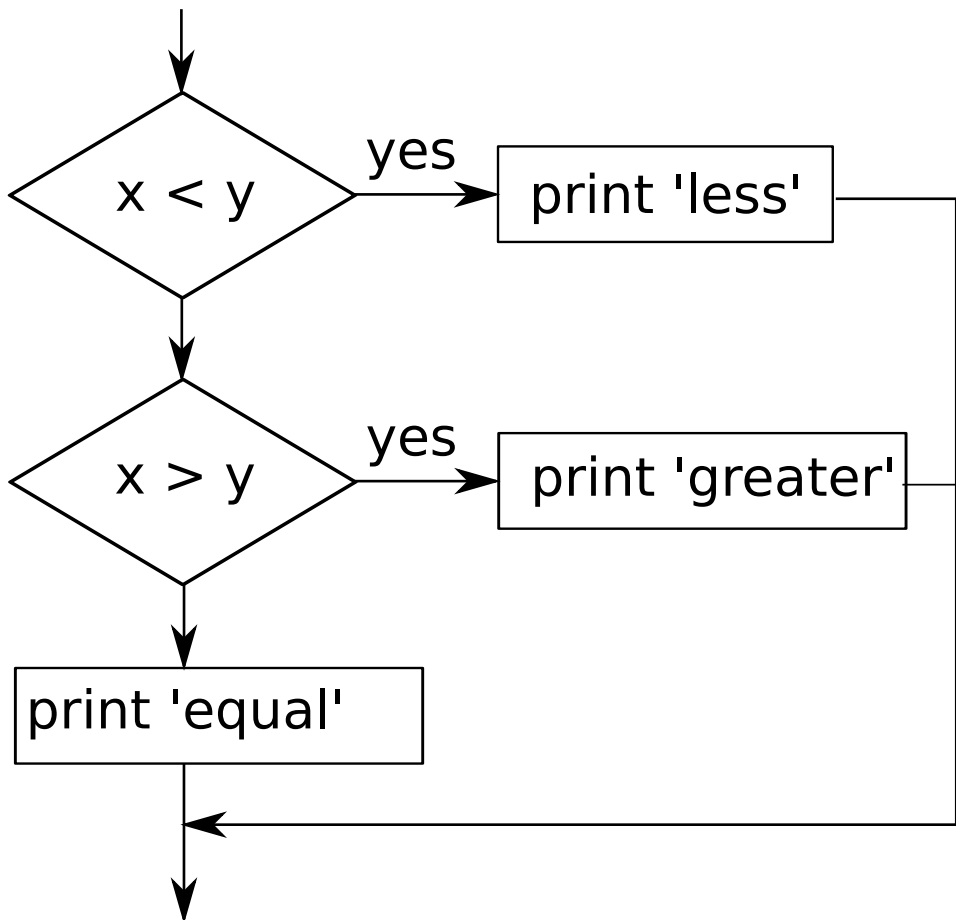 x < y
yes
print 'less'
x > y
yes
print 'greater'
print 'equal'